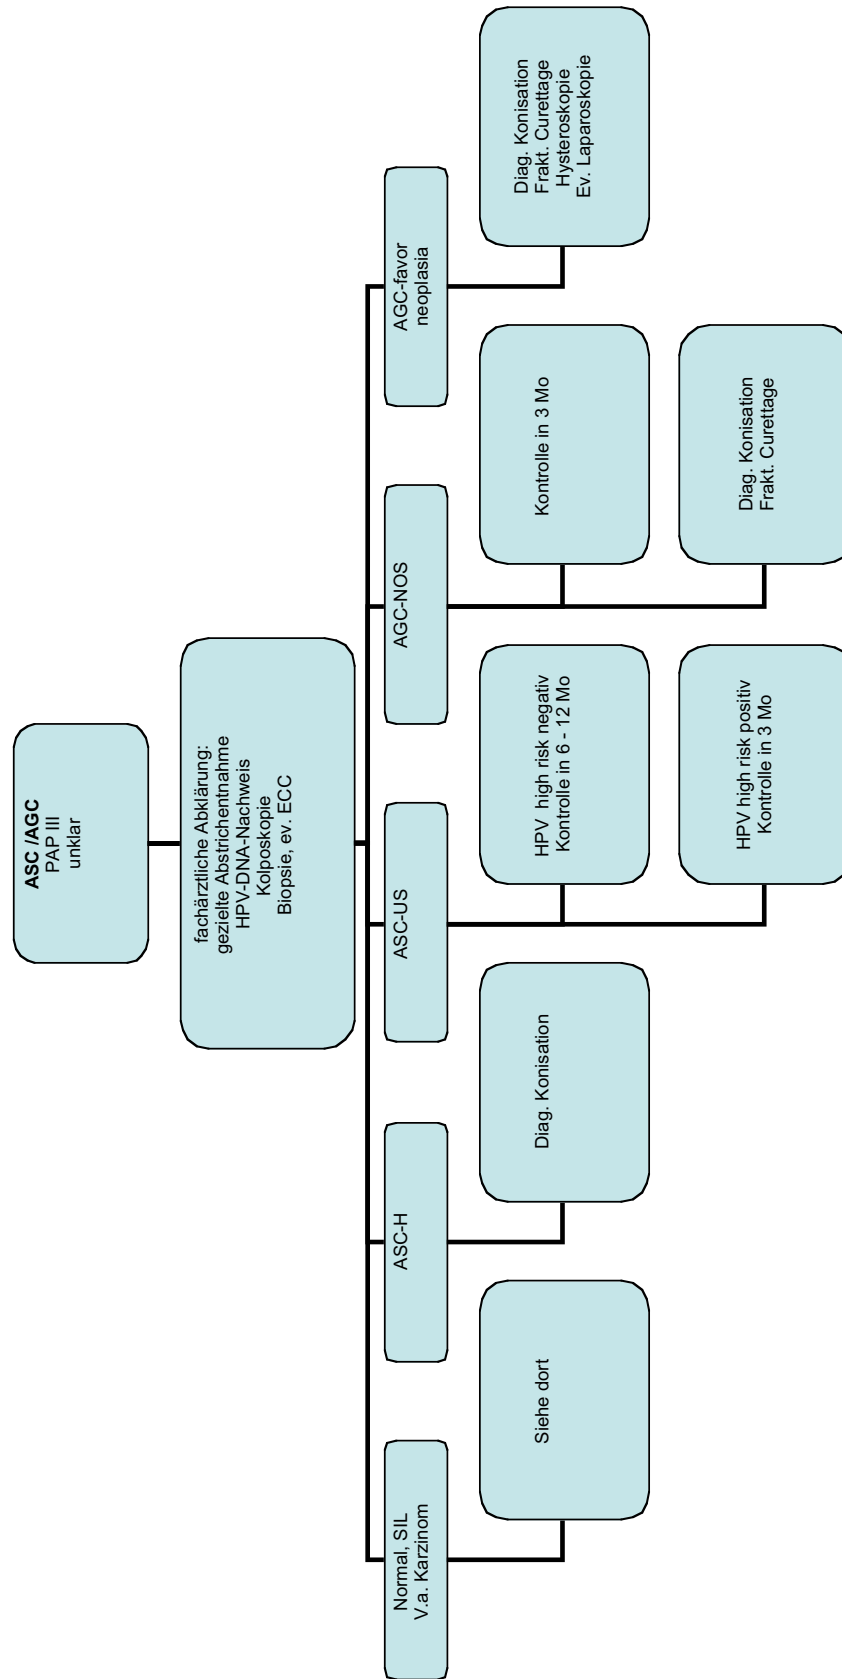 ASC /AGC
PAP III
unklar
fachärztliche Abklärung:
gezielte Abstrichentnahme
HPV-DNA-Nachweis
Kolposkopie
Biopsie, ev. ECC
Normal, SIL
V.a. Karzinom
Siehe dort
ASC-H
Diag. Konisation
ASC-US
HPV high risk negativ
Kontrolle in 6 - 12 Mo
HPV high risk positiv
Kontrolle in 3 Mo
AGC-NOS
Kontrolle in 3 Mo
Diag. Konisation
Frakt. Curettage
AGC-favor
neoplasia
Diag. Konisation
Frakt. Curettage
Hysteroskopie
Ev. Laparoskopie